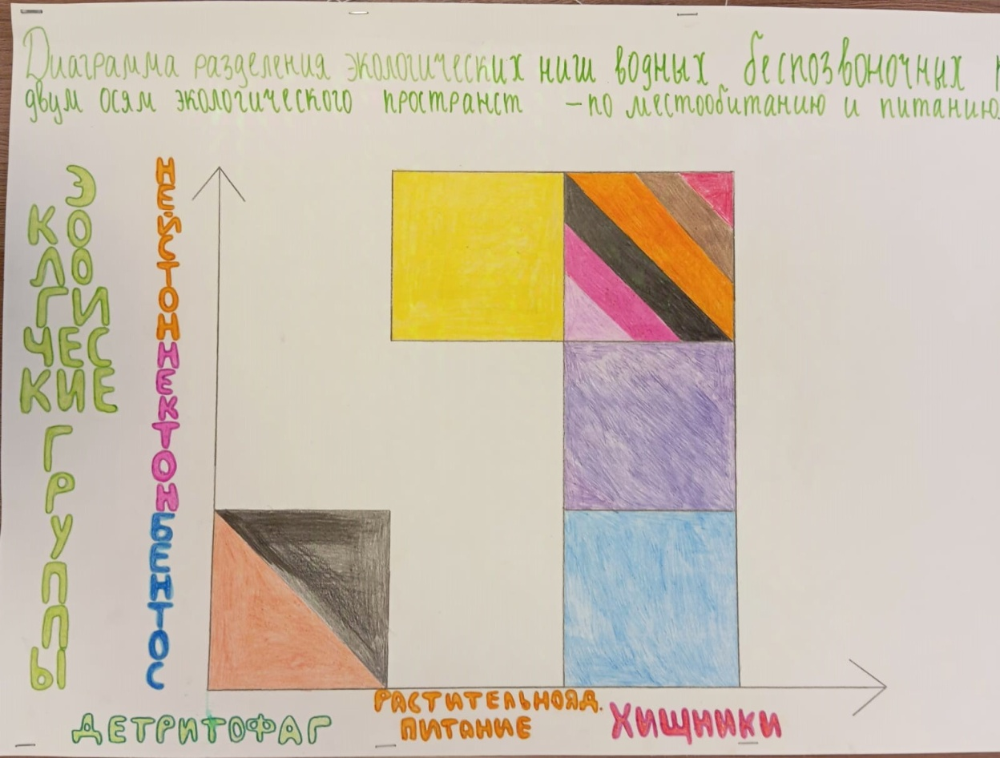 Диаграмма разделения экологических ниш водных беспозвоночных
двум осям экологического пространст – по местообитанию и питанию
ЭКОЛОГИЧЕСКИЕ
ГРУППЫ
НЕЙСТОН
НЕКТОН
БЕНТОС
ДЕТРИТОФАГ
РАСТИТЕЛЬНОЯД.
ПИТАНИЕ
ХИЩНИКИ